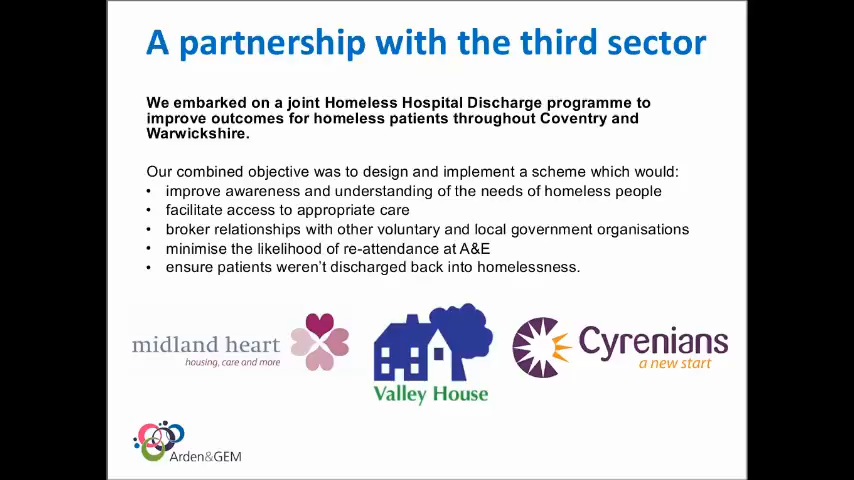 A partnership with the third sector
We embarked on a joint Homeless Hospital Discharge programme to
improve outcomes for homeless patients throughout Coventry and
Warwickshire.
Our combined objective was to design and implement a scheme which would:
• improve awareness and understanding of the needs of homeless people
• facilitate access to appropriate care
• broker relationships with other voluntary and local government organisations
• minimise the likelihood of re-attendance at A&E
• ensure patients weren't discharged back into homelessness.
midland heart
housing, care and more
Valley House
Cyrenians
a new start
Arden&GEM